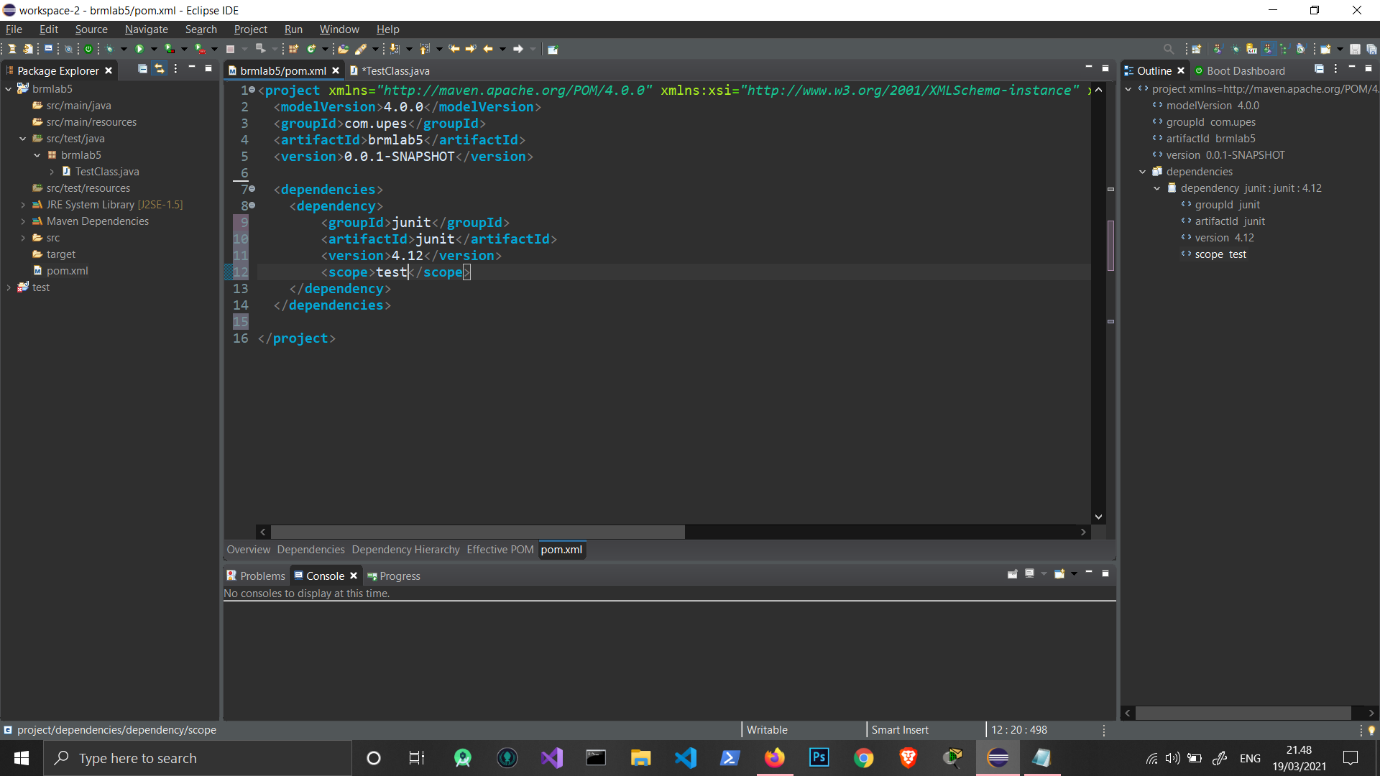 workspace-2 - brmlab5/pom.xml - Eclipse IDE
File Edit Source Navigate Search Project Run Window Help
Package Explorer
brmlab5
src/main/java
src/main/resources
src/test/java
brmlab5
TestClass.java
src/test/resources
JRE System Library [J2SE-1.5]
Maven Dependencies
src
target
pom.xml
test
brmlab5/pom.xml *TestClass.java
1 <project xmlns="http://maven.apache.org/POM/4.0.0" xmlns:xsi="http://www.w3.org/2001/XMLSchema-instance"
2 <modelVersion>4.0.0</modelVersion>
3 <groupId>com.upes</groupId>
4 <artifactId>brmlab5</artifactId>
5 <version>0.0.1-SNAPSHOT</version>
6
7 <dependencies>
8 <dependency>
9 <groupId>junit</groupId>
10 <artifactId>junit</artifactId>
11 <version>4.12</version>
12 <scope>test</scope>
13 </dependency>
14 </dependencies>
15
16 </project>
Overview Dependencies Dependency Hierarchy Effective POM pom.xml
Problems Console Progress
No consoles to display at this time.
Outline Boot Dashboard
project xmlns=http://maven.apache.org/POM/4.
modelVersion 4.0.0
groupId com.upes
artifactId brmlab5
version 0.0.1-SNAPSHOT
dependencies
dependency junit : junit : 4.12
groupId junit
artifactId junit
version 4.12
scope test
project/dependencies/dependency/scope Writable Smart Insert 12 : 20 : 498
Type here to search
Ps
ENG
21.48
19/03/2021